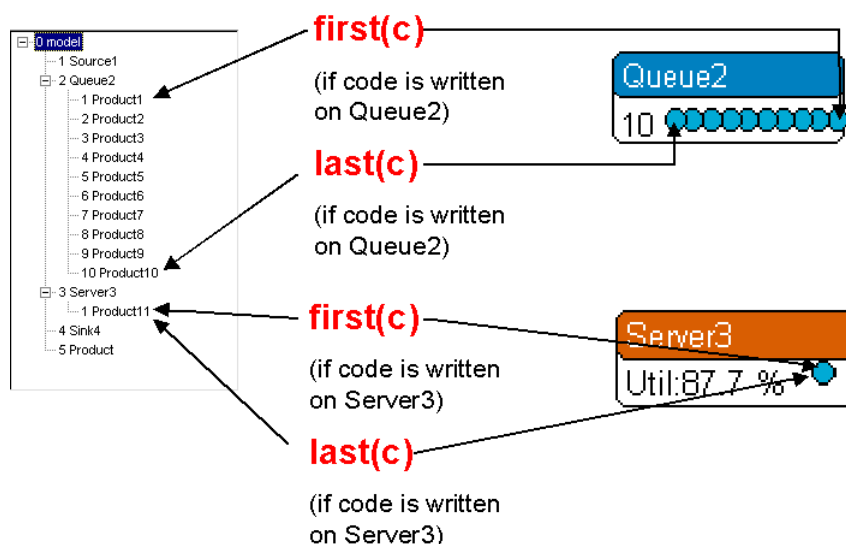 0 model
1 Source1
2 Queue2
1 Product1
2 Product2
3 Product3
4 Product4
5 Product5
6 Product6
7 Product7
8 Product8
9 Product9
10 Product10
3 Server3
1 Product11
4 Sink4
5 Product
first(c)
(if code is written
on Queue2)
last(c)
(if code is written
on Queue2)
first(c)
(if code is written
on Server3)
last(c)
(if code is written
on Server3)
Queue2
10
Server3
Util:87.7 %